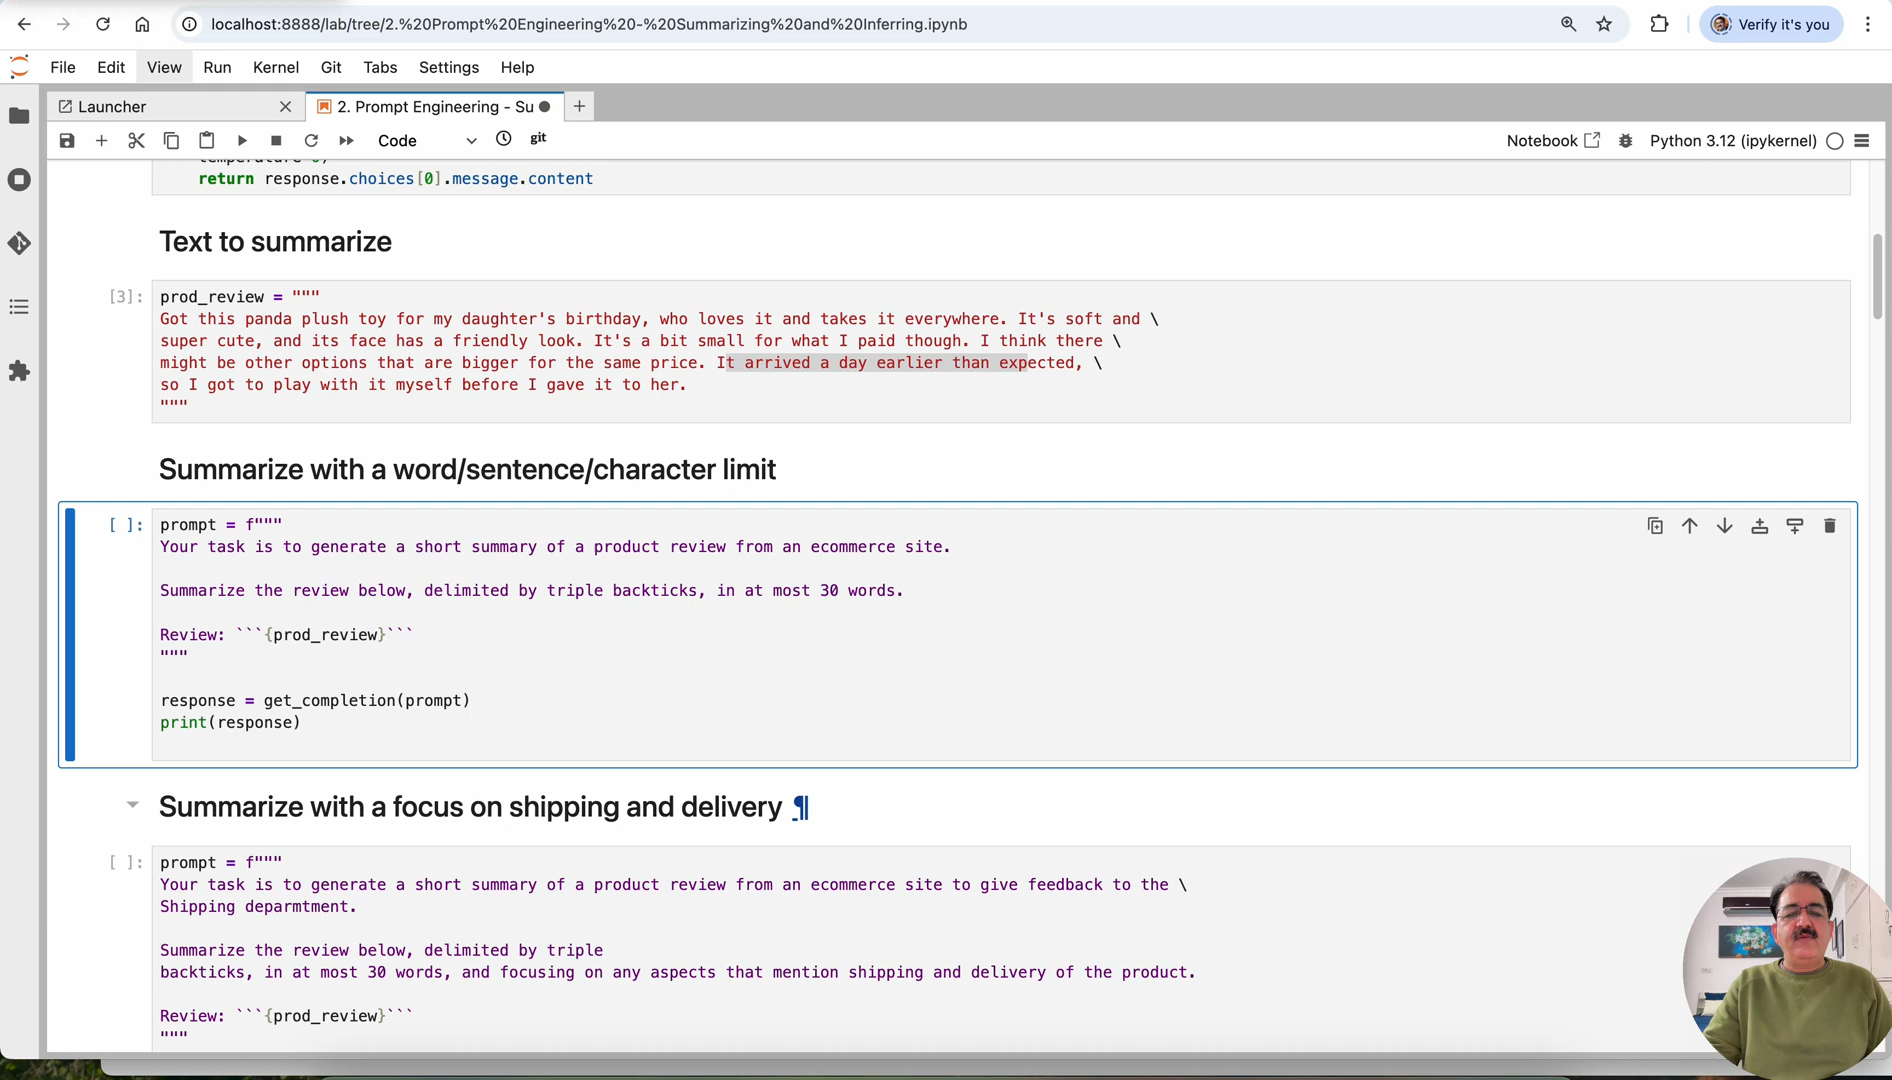 localhost:8888/lab/tree/2.%20Prompt%20Engineering%20-%20Summarizing%20and%20Inferring.ipynb
Verify it's you
File Edit View Run Kernel Git Tabs Settings Help
Launcher
2. Prompt Engineering - Su
Code
git
Notebook
Python 3.12 (ipykernel)
return response.choices[0].message.content
Text to summarize
[3]: prod_review = """
Got this panda plush toy for my daughter's birthday, who loves it and takes it everywhere. It's soft and \
super cute, and its face has a friendly look. It's a bit small for what I paid though. I think there \
might be other options that are bigger for the same price. It arrived a day earlier than expected, \
so I got to play with it myself before I gave it to her.
"""
Summarize with a word/sentence/character limit
[ ]: prompt = f"""
Your task is to generate a short summary of a product review from an ecommerce site.
Summarize the review below, delimited by triple backticks, in at most 30 words.
Review: ```{prod_review}```
"""
response = get_completion(prompt)
print(response)
Summarize with a focus on shipping and delivery ¶
[ ]: prompt = f"""
Your task is to generate a short summary of a product review from an ecommerce site to give feedback to the \
Shipping deparmtment.
Summarize the review below, delimited by triple
backticks, in at most 30 words, and focusing on any aspects that mention shipping and delivery of the product.
Review: ```{prod_review}```
"""